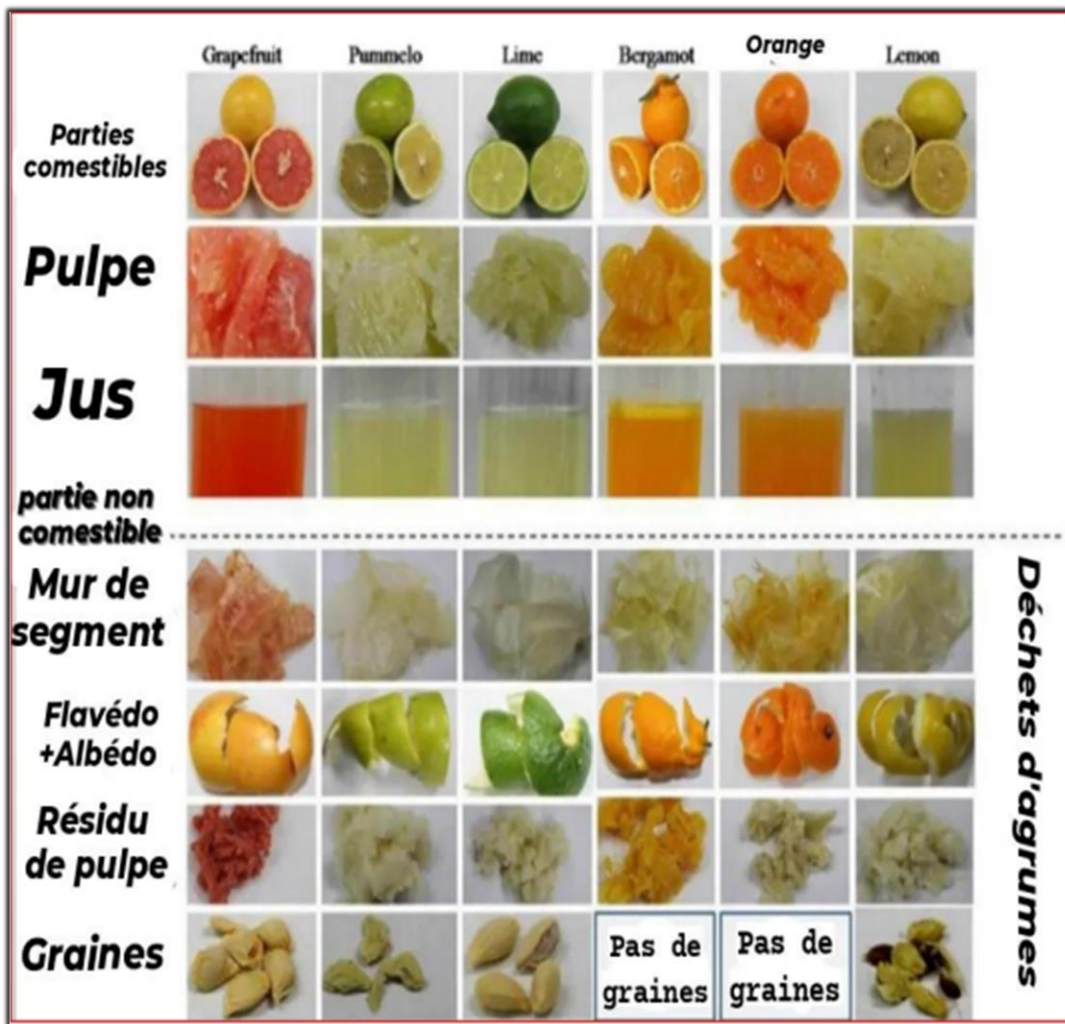 Grapefruit Pummelo Lime Bergamot Orange Lemon
Parties
comestibles
Pulpe
Jus
partie non
comestible
Mur de
segment
Flavédo
+Albédo
Résidu
de pulpe
Graines
Pas de
graines
Pas de
graines
Déchets d'agrumes